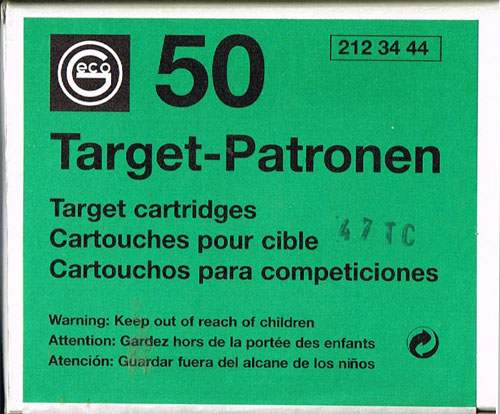 Geco
50
212 34 44
Target-Patronen
Target cartridges
Cartouches pour cible
47TC
Cartouchos para competiciones
Warning: Keep out of reach of children
Attention: Gardez hors de la portée des enfants
Atención: Guardar fuera del alcane de los niños